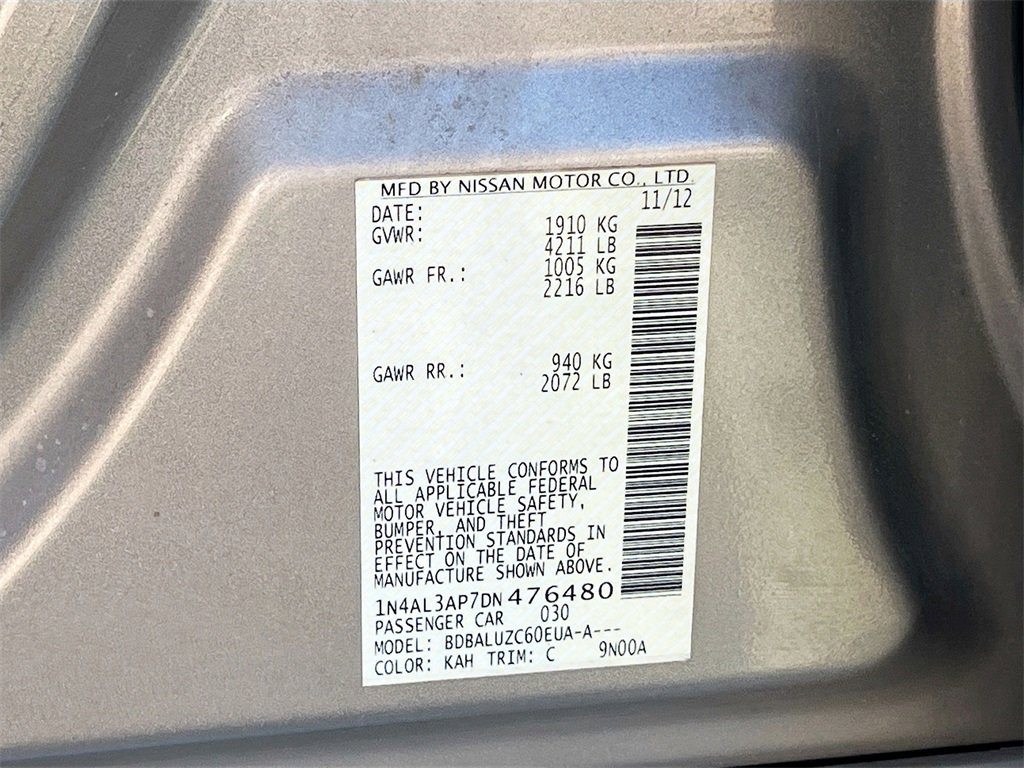 MFD BY NISSAN MOTOR CO., LTD.
DATE: 11/12
GVWR: 1910 KG
4211 LB
GAWR FR.: 1005 KG
2216 LB
GAWR RR.: 940 KG
2072 LB
THIS VEHICLE CONFORMS TO
ALL APPLICABLE FEDERAL
MOTOR VEHICLE SAFETY,
BUMPER, AND THEFT
PREVENTION STANDARDS IN
EFFECT ON THE DATE OF
MANUFACTURE SHOWN ABOVE.
1N4AL3AP7DN476480
PASSENGER CAR 030
MODEL: BDBALUZC60EUA-A---
COLOR: KAH TRIM: C 9N00A